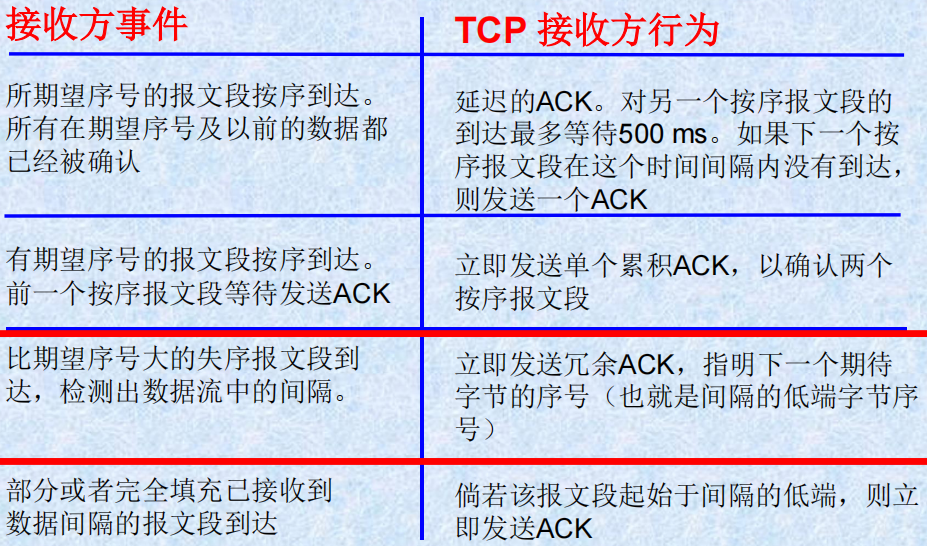 接收方事件
TCP 接收方行为
所期望序号的报文段按序到达。
所有在期望序号及以前的数据都
已经被确认
延迟的ACK。对另一个按序报文段的
到达最多等待500 ms。如果下一个按
序报文段在这个时间间隔内没有到达，
则发送一个ACK
有期望序号的报文段按序到达。
前一个按序报文段等待发送ACK
立即发送单个累积ACK，以确认两个
按序报文段
比期望序号大的失序报文段到
达，检测出数据流中的间隔。
立即发送冗余ACK，指明下一个期待
字节的序号（也就是间隔的低端字节序
号）
部分或者完全填充已接收到
数据间隔的报文段到达
倘若该报文段起始于间隔的低端，则立
即发送ACK